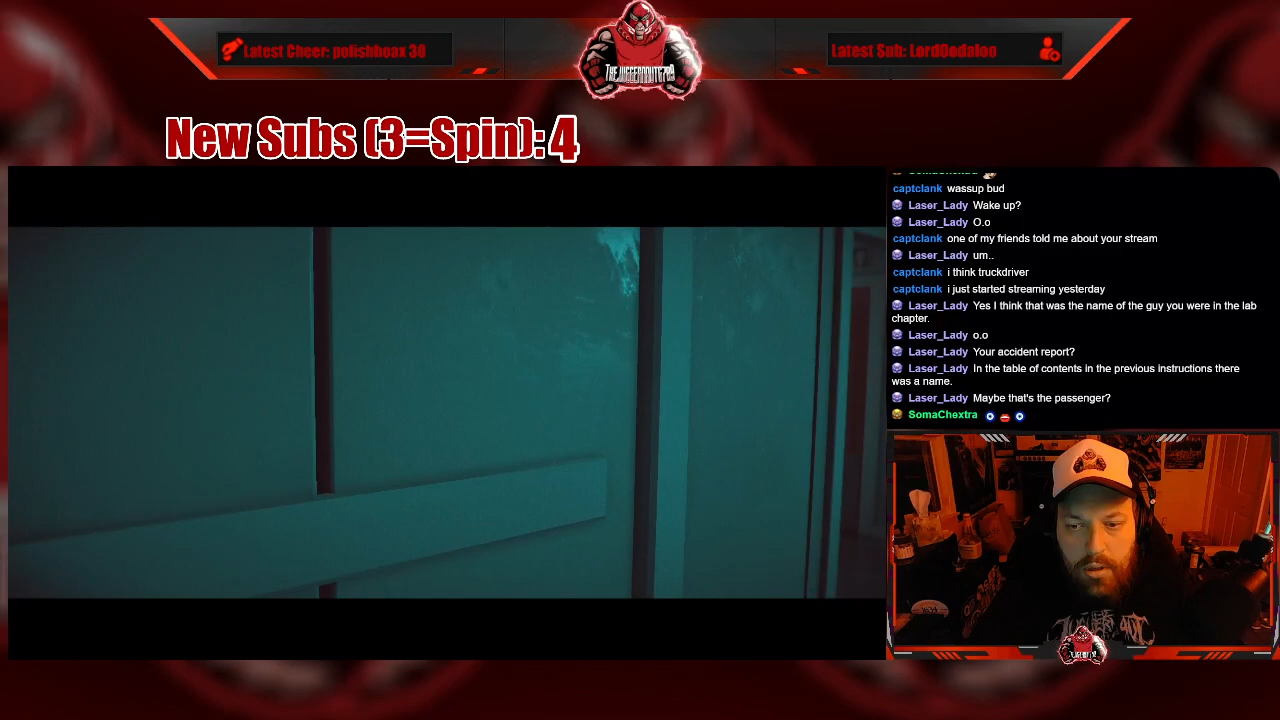 Latest Cheer: polishhoax 30
THEJUGGERNAUT6789
Latest Sub: LordOodaloo
New Subs (3=Spin): 4
captclank wassup bud
Laser_Lady Wake up?
Laser_Lady O.o
captclank one of my friends told me about your stream
Laser_Lady um..
captclank i think truckdriver
captclank i just started streaming yesterday
Laser_Lady Yes I think that was the name of the guy you were in the lab
chapter.
Laser_Lady o.o
Laser_Lady Your accident report?
Laser_Lady In the table of contents in the previous instructions there
was a name.
Laser_Lady Maybe that's the passenger?
SomaChextra